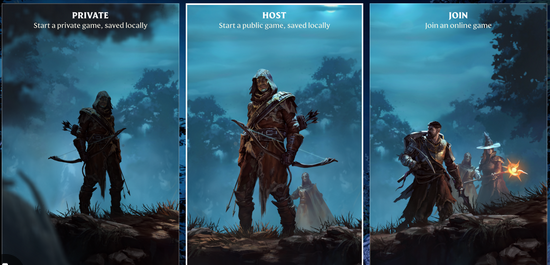 PRIVATE
Start a private game, saved locally
HOST
Start a public game, saved locally
JOIN
Join an online game